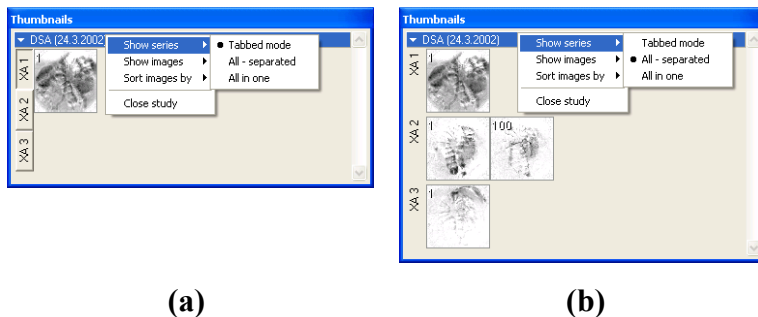 Thumbnails
DSA (24.3.2002)
Show series
Show images
Sort images by
Close study
Tabbed mode
All - separated
All in one
XA 1
XA 2
XA 3
1
(a)
Thumbnails
DSA (24.3.2002)
Show series
Show images
Sort images by
Close study
Tabbed mode
All - separated
All in one
XA 1
1
XA 2
1
100
XA 3
1
(b)